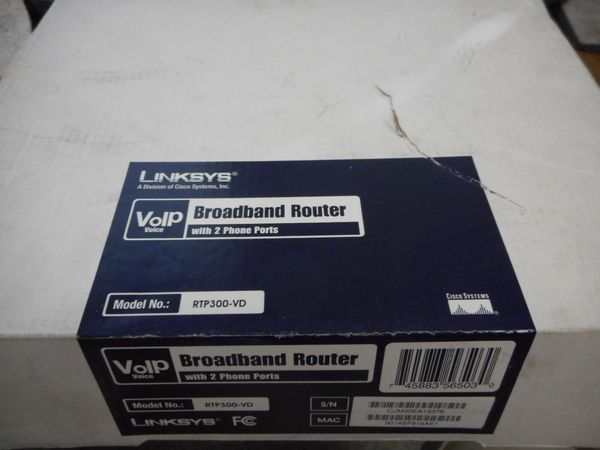 LINKSYS®
A Division of Cisco Systems, Inc.
VoIP
Voice
Broadband Router
with 2 Phone Ports
Model No.: RTP300-VD
CISCO SYSTEMS
VoIP
Voice
Broadband Router
with 2 Phone Ports
7 45883 56503 0
Model No.: RTP300-VD
S/N
LINKSYS® FC
MAC